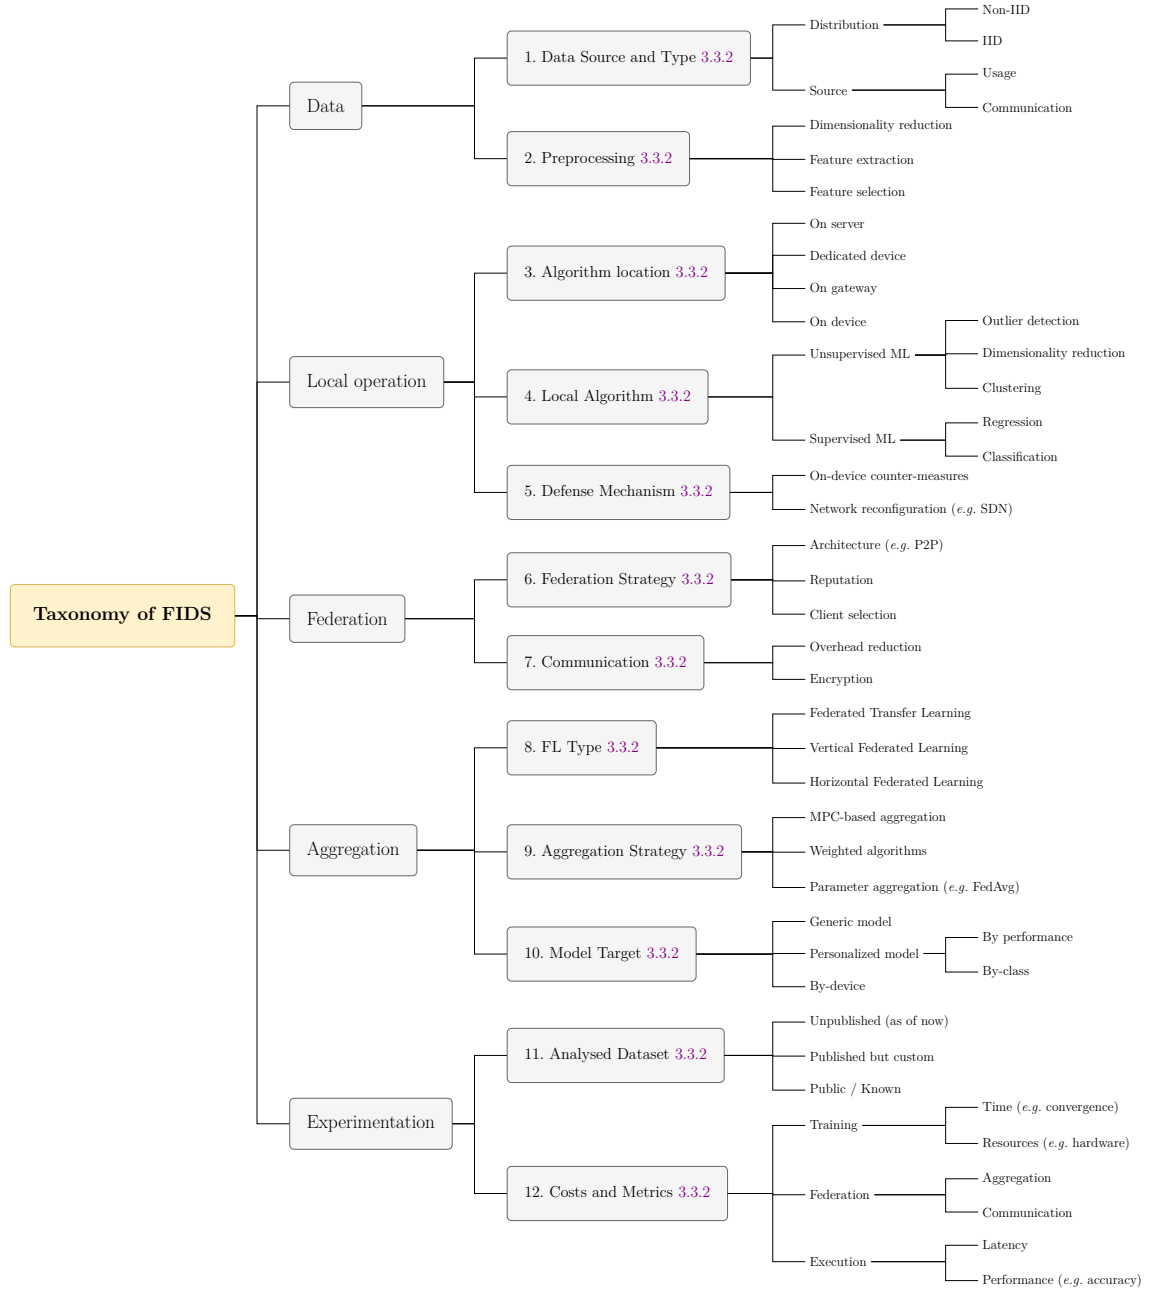 Taxonomy of FIDS
Data
1. Data Source and Type 3.3.2
Distribution
Non-IID
IID
Source
Usage
Communication
2. Preprocessing 3.3.2
Dimensionality reduction
Feature extraction
Feature selection
Local operation
3. Algorithm location 3.3.2
On server
Dedicated device
On gateway
On device
4. Local Algorithm 3.3.2
Unsupervised ML
Outlier detection
Dimensionality reduction
Clustering
Supervised ML
Regression
Classification
5. Defense Mechanism 3.3.2
On-device counter-measures
Network reconfiguration (e.g. SDN)
Federation
6. Federation Strategy 3.3.2
Architecture (e.g. P2P)
Reputation
Client selection
7. Communication 3.3.2
Overhead reduction
Encryption
Aggregation
8. FL Type 3.3.2
Federated Transfer Learning
Vertical Federated Learning
Horizontal Federated Learning
9. Aggregation Strategy 3.3.2
MPC-based aggregation
Weighted algorithms
Parameter aggregation (e.g. FedAvg)
10. Model Target 3.3.2
Generic model
Personalized model
By performance
By-class
By-device
Experimentation
11. Analysed Dataset 3.3.2
Unpublished (as of now)
Published but custom
Public / Known
12. Costs and Metrics 3.3.2
Training
Time (e.g. convergence)
Resources (e.g. hardware)
Federation
Aggregation
Communication
Execution
Latency
Performance (e.g. accuracy)